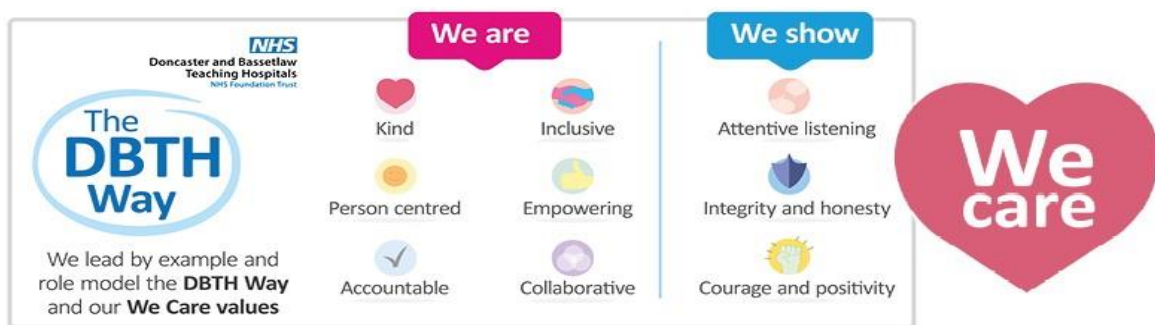 NHS
Doncaster and Bassetlaw
Teaching Hospitals
NHS Foundation Trust
The
DBTH
Way
We lead by example and
role model the DBTH Way
and our We Care values
We are
Kind
Inclusive
Person centred
Empowering
Accountable
Collaborative
We show
Attentive listening
Integrity and honesty
Courage and positivity
We
care